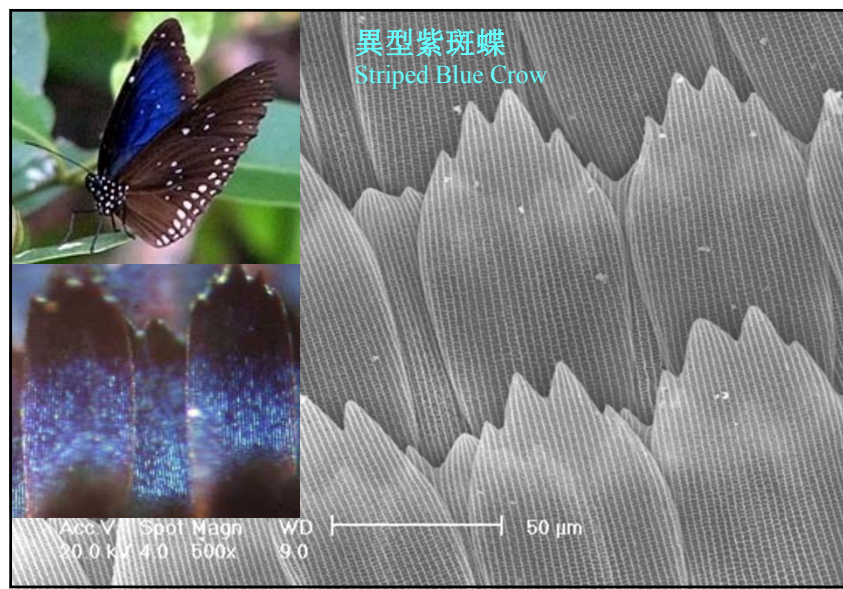 異型紫斑蝶
Striped Blue Crow
Acc.V Spot Magn WD 50 µm
20.0 kV 4.0 500x 9.0